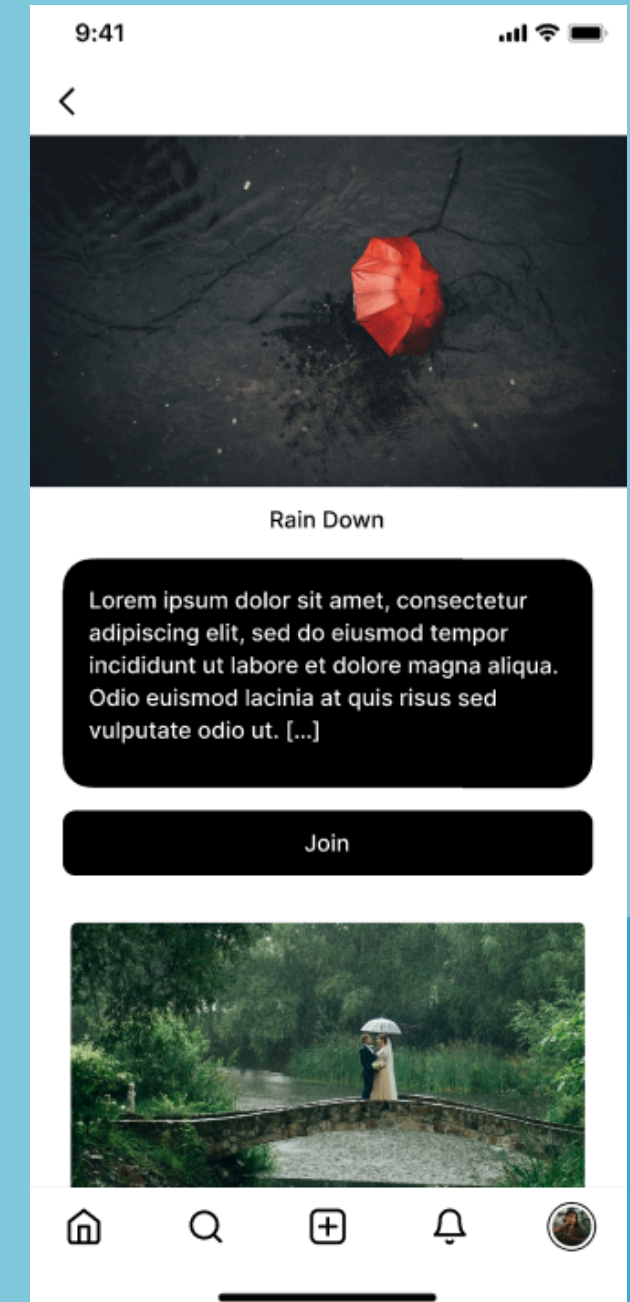 9:41
Rain Down
Lorem ipsum dolor sit amet, consectetur
adipiscing elit, sed do eiusmod tempor
incididunt ut labore et dolore magna aliqua.
Odio euismod lacinia at quis risus sed
vulputate odio ut. [...]
Join